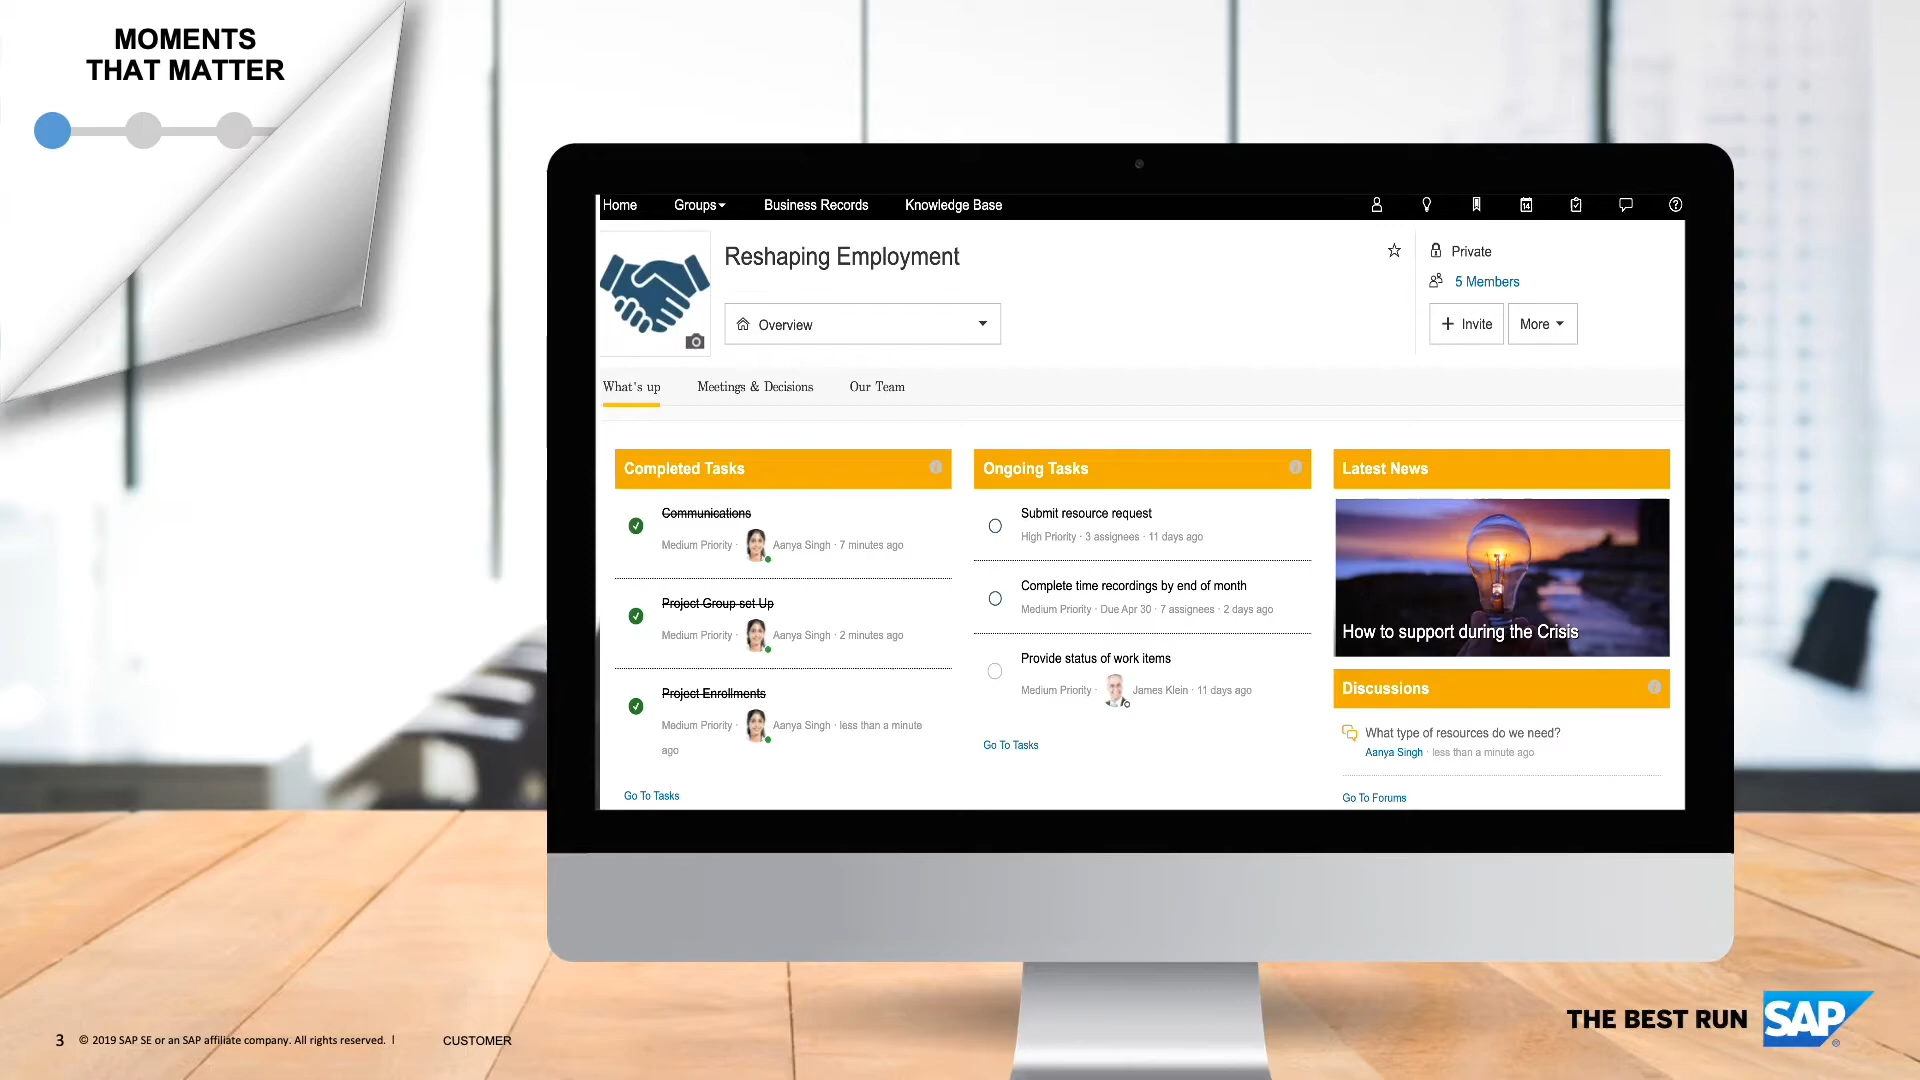 MOMENTS
THAT MATTER
Home Groups Business Records Knowledge Base
14
Reshaping Employment
Private
5 Members
Overview
Invite More
What's up Meetings & Decisions Our Team
Completed Tasks
Communications
Medium Priority · Aanya Singh · 7 minutes ago
Project Group set Up
Medium Priority · Aanya Singh · 2 minutes ago
Project Enrollments
Medium Priority · Aanya Singh · less than a minute
ago
Go To Tasks
Ongoing Tasks
Submit resource request
High Priority · 3 assignees · 11 days ago
Complete time recordings by end of month
Medium Priority · Due Apr 30 · 7 assignees · 2 days ago
Provide status of work items
Medium Priority · James Klein · 11 days ago
Go To Tasks
Latest News
How to support during the Crisis
Discussions
What type of resources do we need?
Aanya Singh · less than a minute ago
Go To Forums
3 © 2019 SAP SE or an SAP affiliate company. All rights reserved. | CUSTOMER
THE BEST RUN SAP®